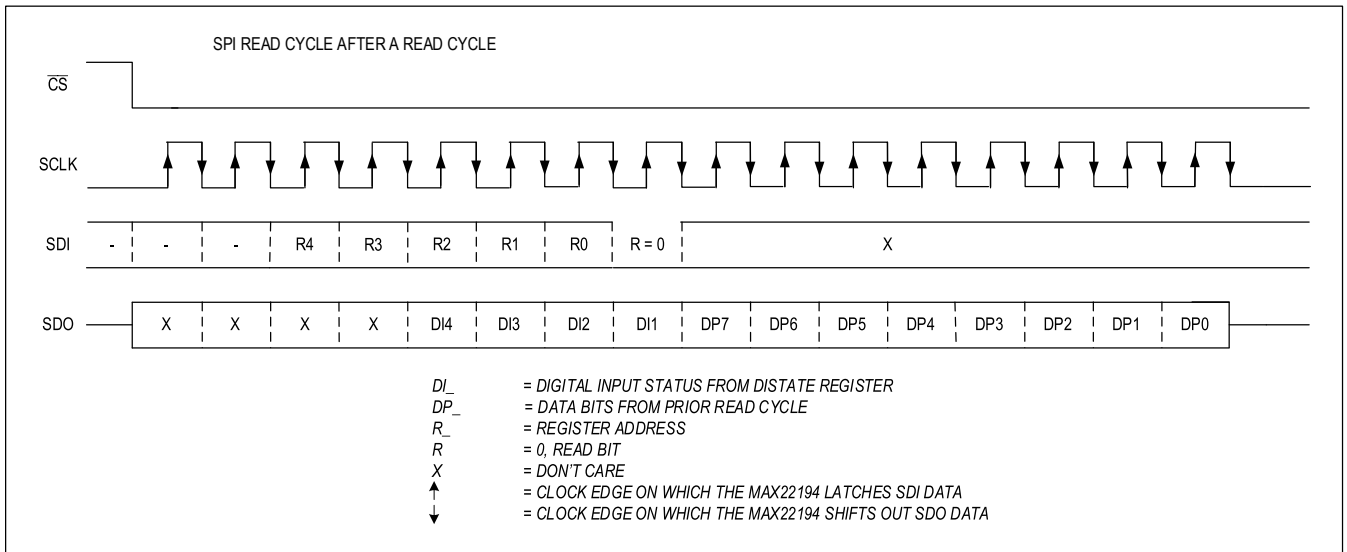 SPI READ CYCLE AFTER A READ CYCLE
CS
SCLK
SDI - - - R4 R3 R2 R1 R0 R = 0 X
SDO X X X X DI4 DI3 DI2 DI1 DP7 DP6 DP5 DP4 DP3 DP2 DP1 DP0
DI_ = DIGITAL INPUT STATUS FROM DISTATE REGISTER
DP_ = DATA BITS FROM PRIOR READ CYCLE
R_ = REGISTER ADDRESS
R = 0, READ BIT
X = DON'T CARE
↑ = CLOCK EDGE ON WHICH THE MAX22194 LATCHES SDI DATA
↓ = CLOCK EDGE ON WHICH THE MAX22194 SHIFTS OUT SDO DATA